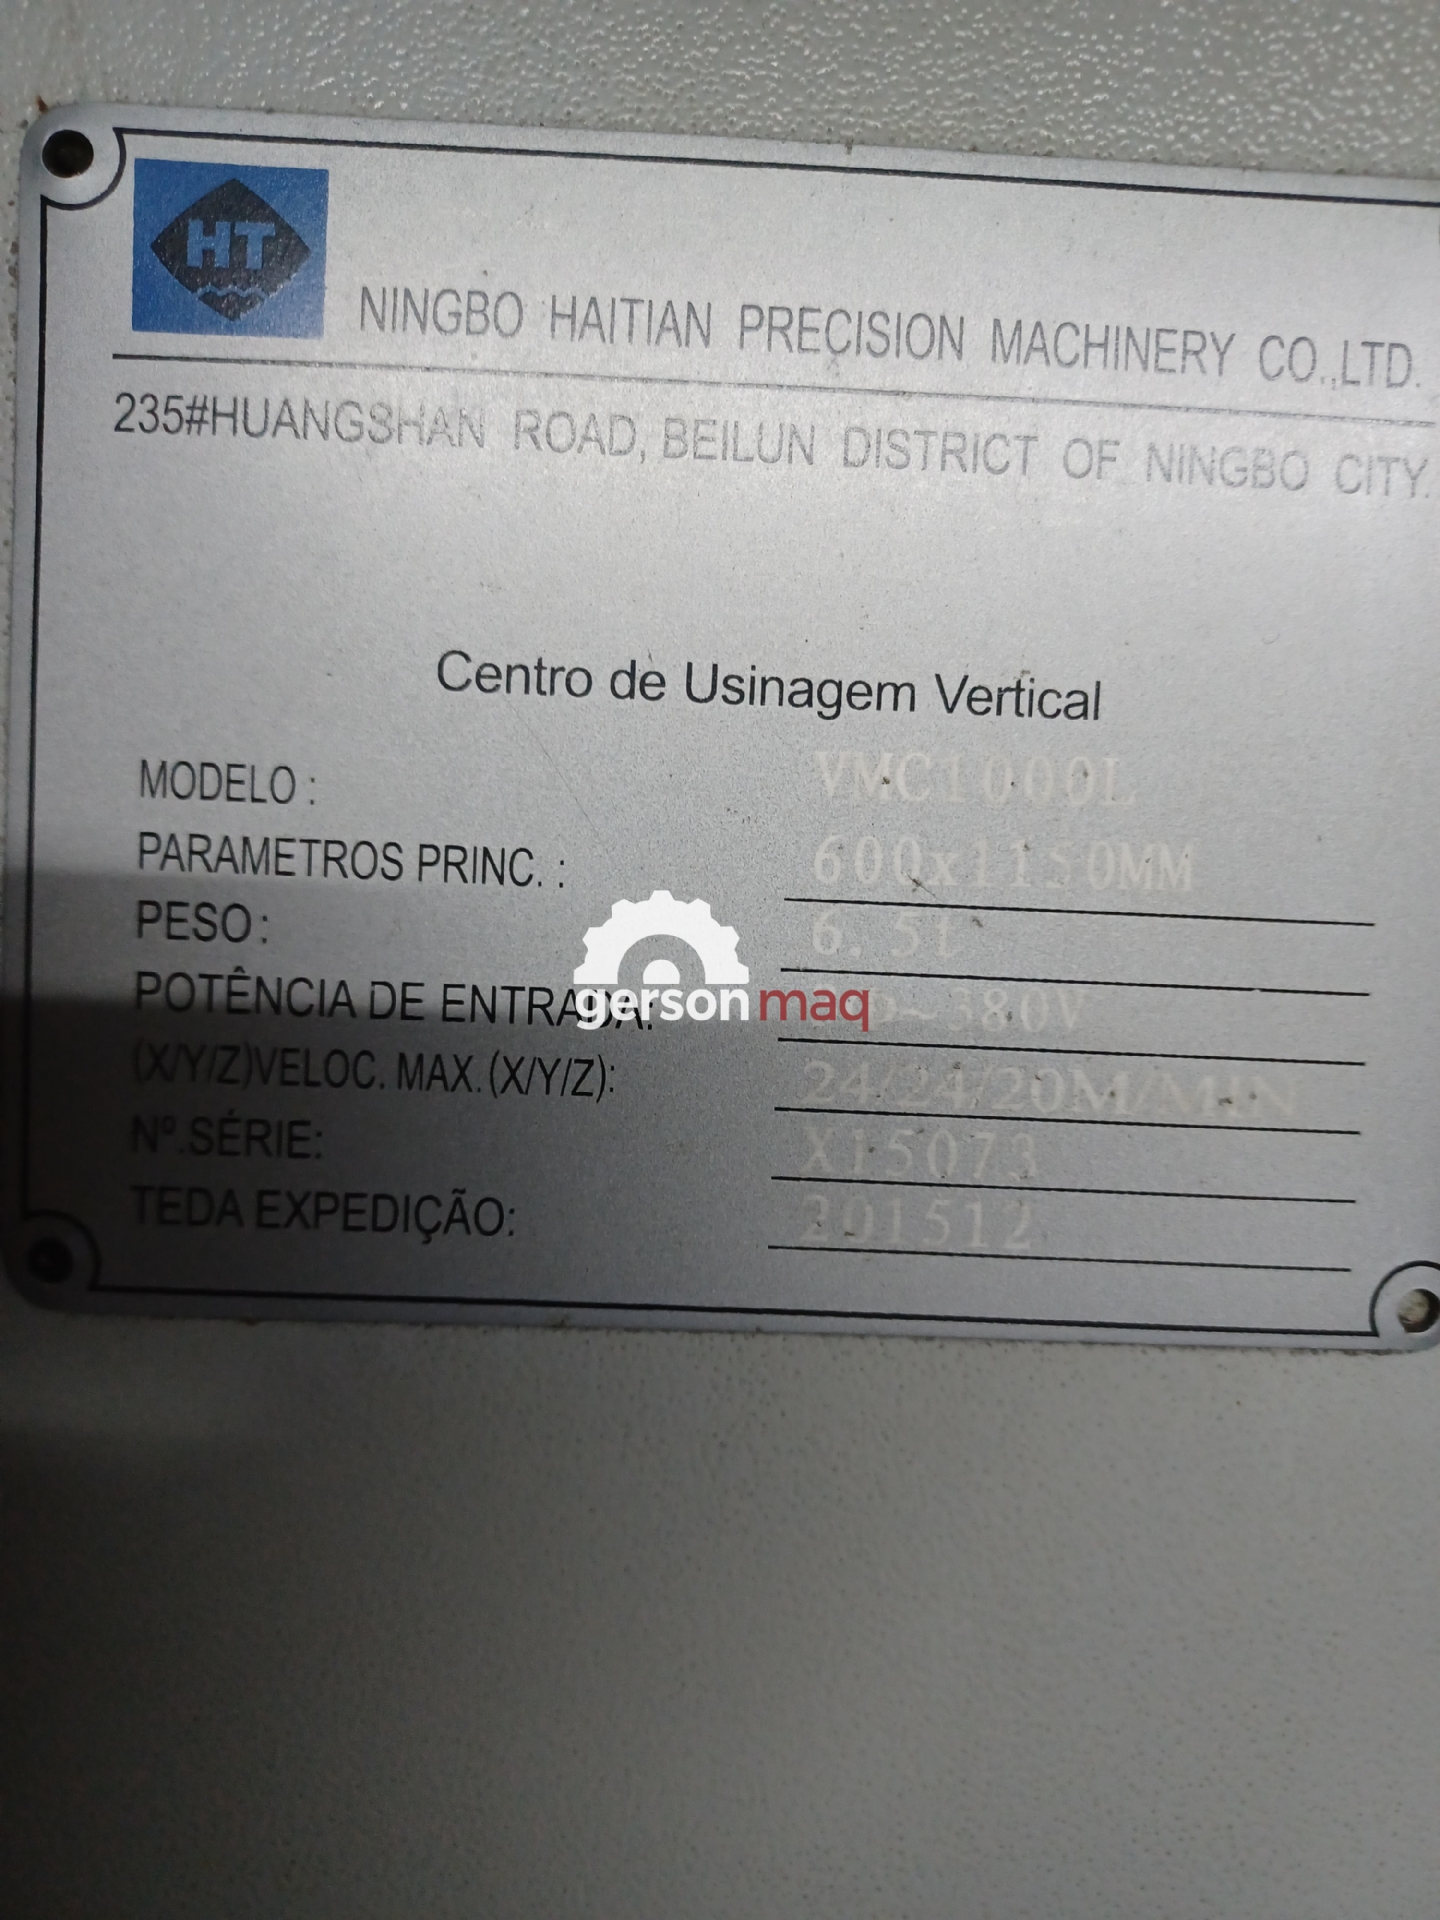 HT
NINGBO HAITIAN PRECISION MACHINERY CO.,LTD.
235#HUANGSHAN ROAD, BEILUN DISTRICT OF NINGBO CITY.
Centro de Usinagem Vertical
MODELO : VMC1000L
PARAMETROS PRINC. : 600x1150MM
PESO : 6.5t
POTÊNCIA DE ENTRADA: 380V
gersonmaq
(X/Y/Z)VELOC. MAX. (X/Y/Z): 24/24/20M/MIN
Nº.SÉRIE: X15073
TEDA EXPEDIÇÃO: 201512